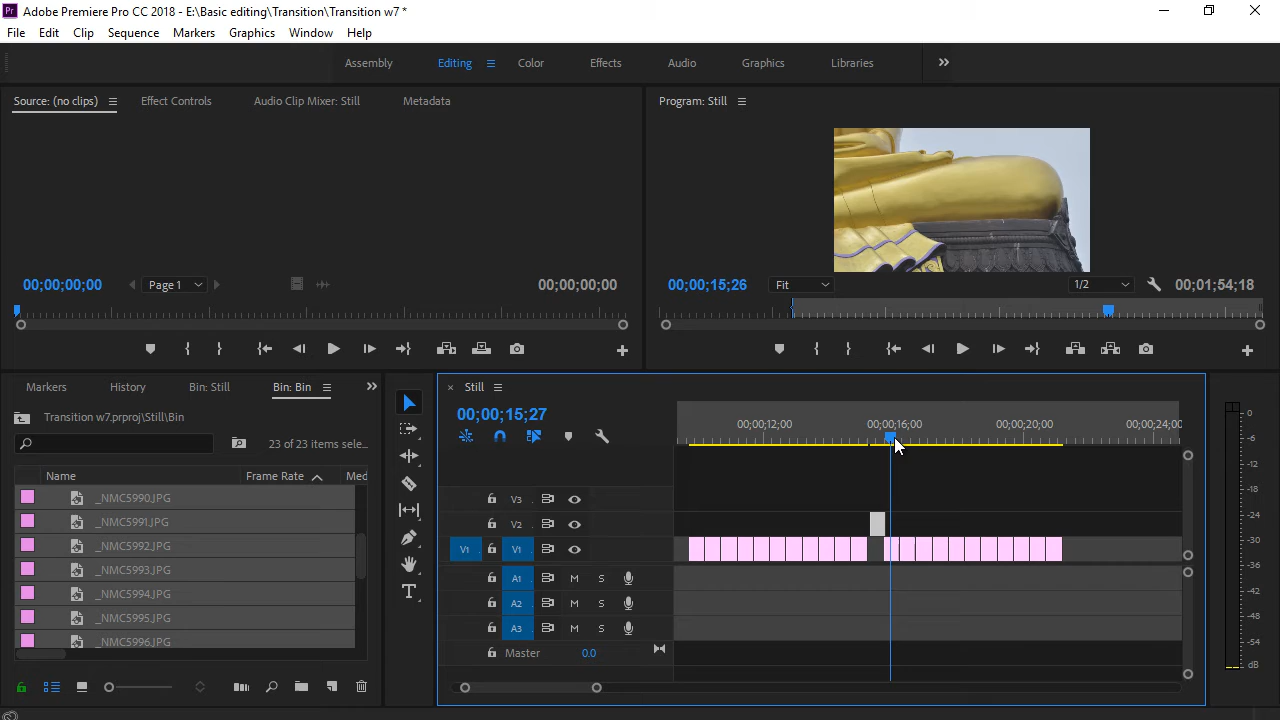 Pr Adobe Premiere Pro CC 2018 - E:\Basic editing\Transition\Transition w7 *
File Edit Clip Sequence Markers Graphics Window Help
Assembly Editing Color Effects Audio Graphics Libraries
Source: (no clips) Effect Controls Audio Clip Mixer: Still Metadata
Program: Still
00;00;00;00 Page 1 00;00;00;00
00;00;15;26 Fit 1/2 00;01;54;18
Markers History Bin: Still Bin: Bin
Transition w7.prproj\Still\Bin
23 of 23 items sele...
Name Frame Rate Med
_NMC5990.JPG
_NMC5991.JPG
_NMC5992.JPG
_NMC5993.JPG
_NMC5994.JPG
_NMC5995.JPG
_NMC5996.JPG
Still
00;00;15;27
00;00;12;00 00;00;16;00 00;00;20;00 00;00;24;00
V3
V2
V1 V1
A1 M S
A2 M S
A3 M S
Master 0.0
0
-6
-12
-18
-24
-30
-36
-42
-48
-54
dB